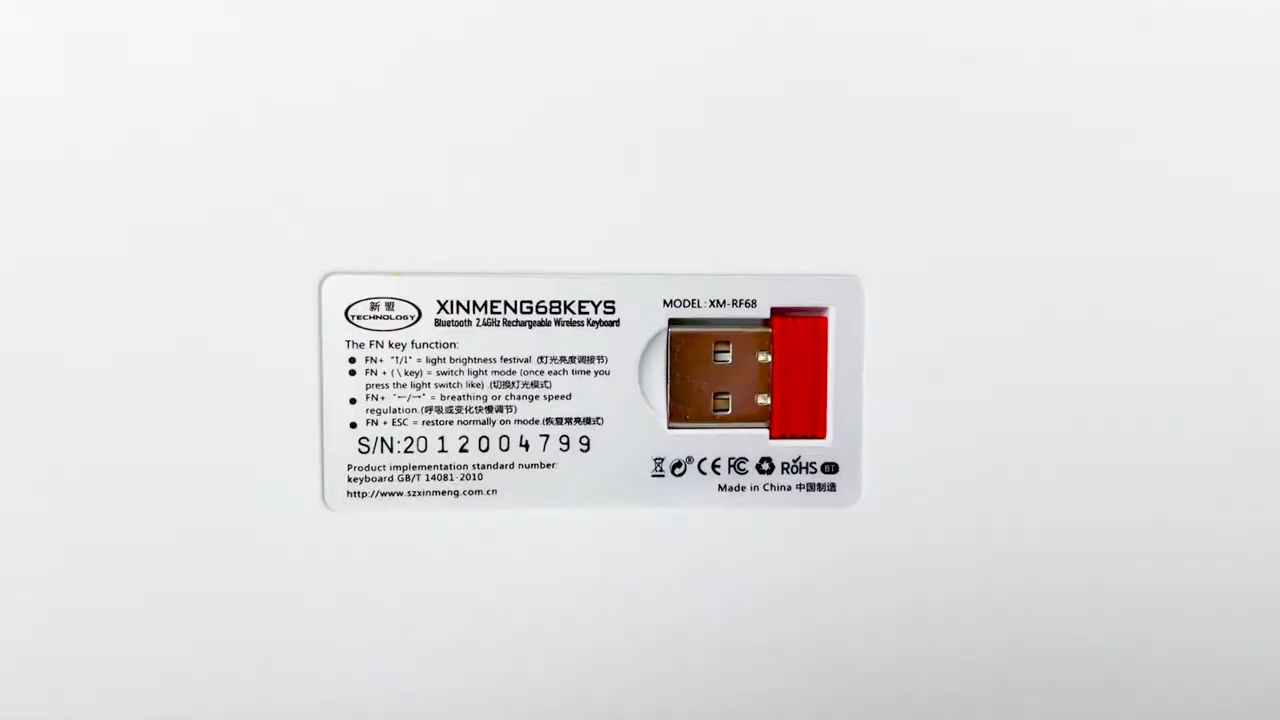 新盟
TECHNOLOGY
XINMENG68KEYS
Bluetooth 2.4GHz Rechargeable Wireless Keyboard
The FN key function:
● FN+ "↑/↓" = light brightness festival. (灯光亮度调接节)
● FN + ( \ key) = switch light mode (once each time you
press the light switch like) .(切换灯光模式)
● FN+ "←/→" = breathing or change speed
regulation.(呼吸或变化快慢调节)
● FN + ESC = restore normally on mode.(恢复常亮模式)
S/N:2012004799
Product implementation standard number:
keyboard GB/T 14081-2010
http://www.szxinmeng.com.cn
MODEL: XM-RF68
CE FC RoHS BT
Made in China 中国制造